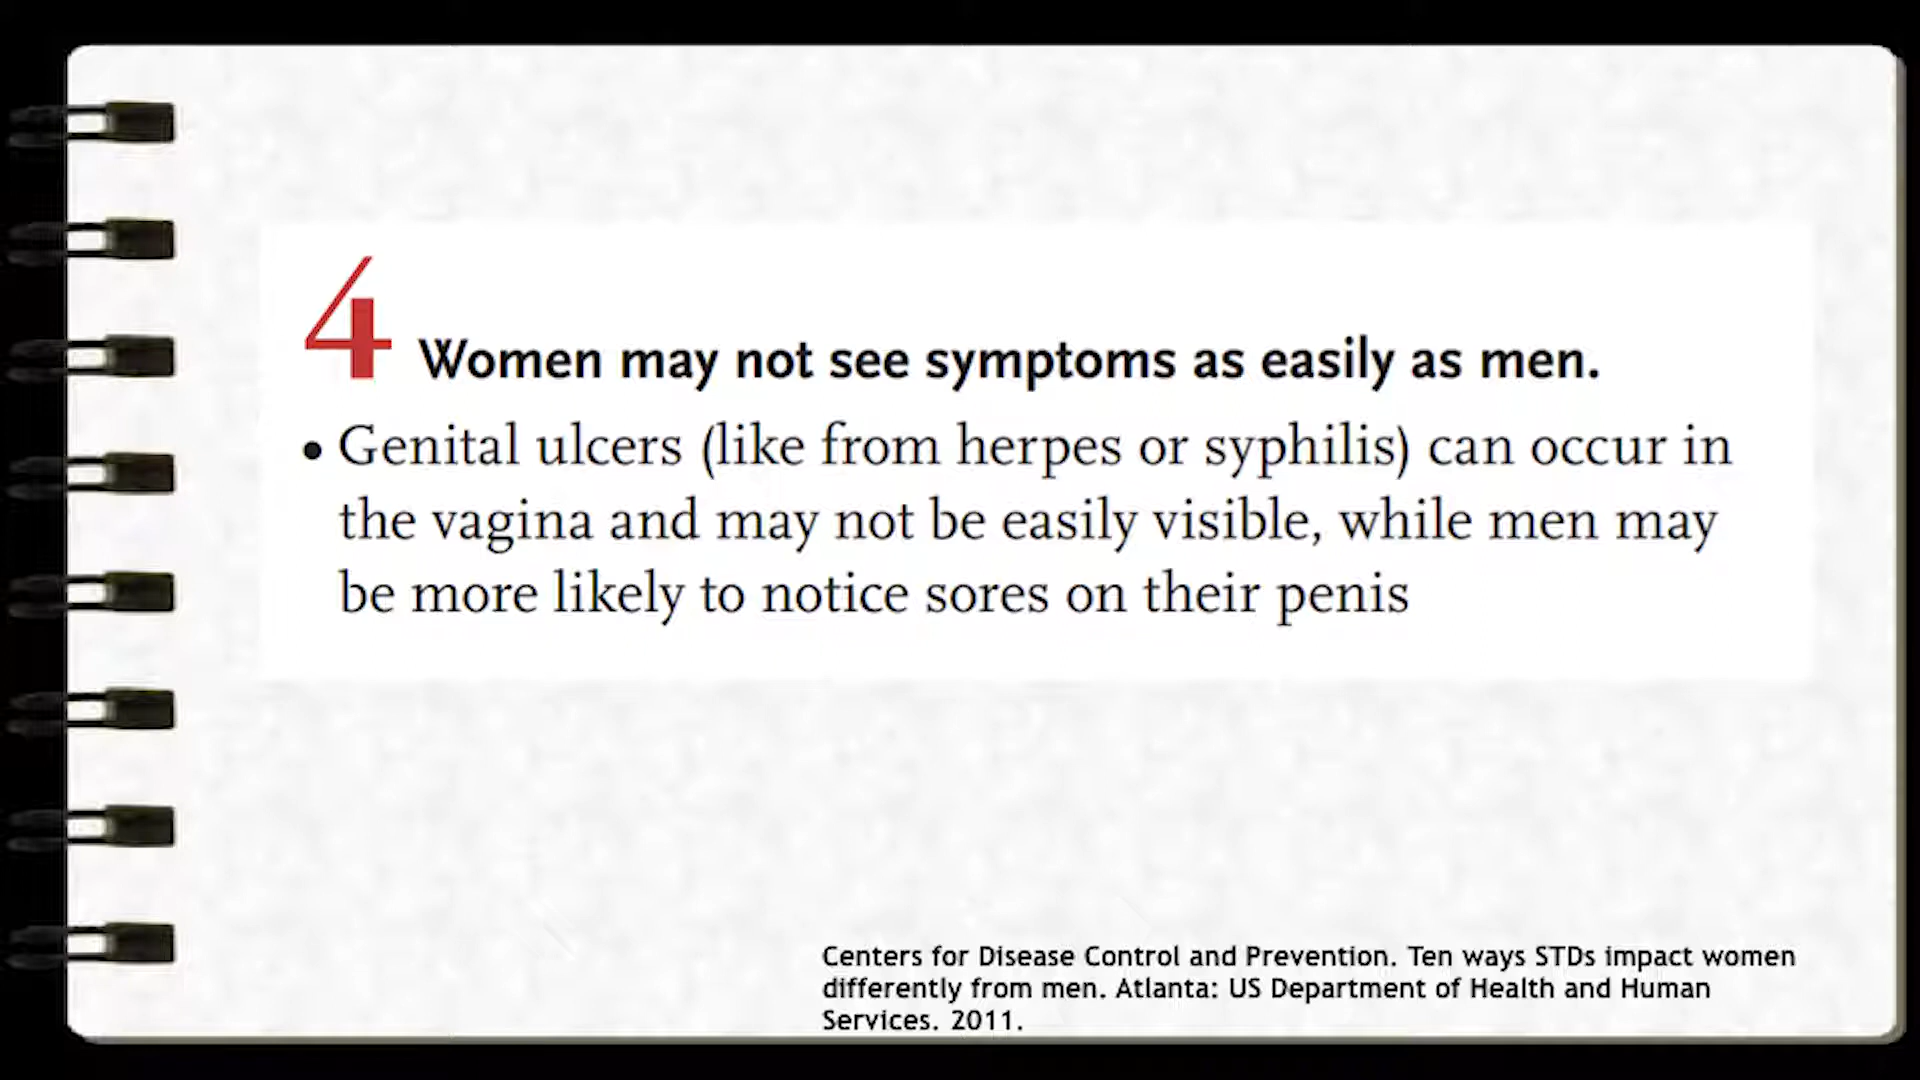 4 Women may not see symptoms as easily as men.
• Genital ulcers (like from herpes or syphilis) can occur in
the vagina and may not be easily visible, while men may
be more likely to notice sores on their penis
Centers for Disease Control and Prevention. Ten ways STDs impact women
differently from men. Atlanta: US Department of Health and Human
Services. 2011.